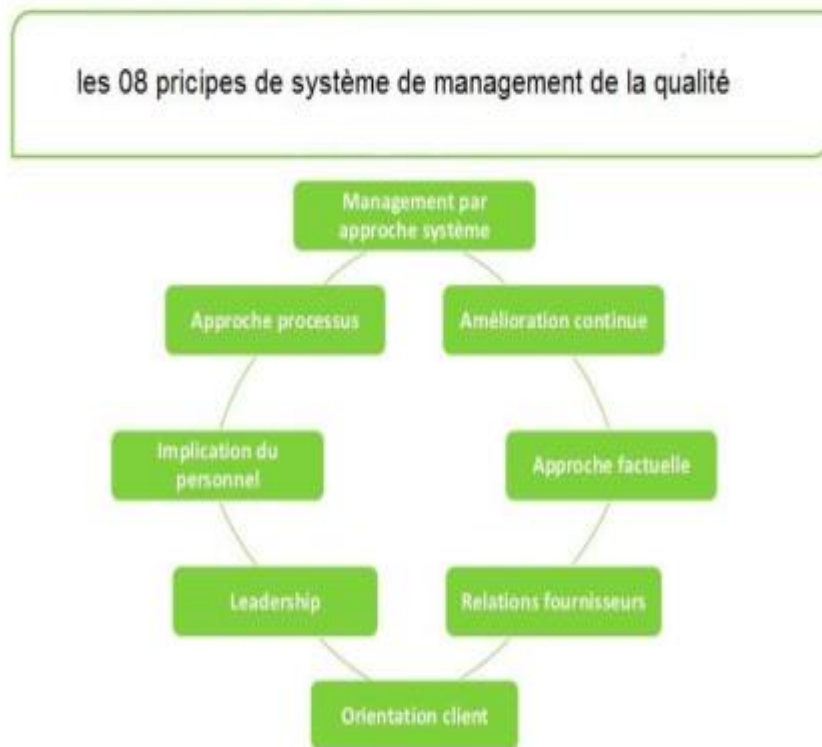 les 08 pricipes de système de management de la qualité
Management par
approche système
Approche processus
Amélioration continue
Implication du
personnel
Approche factuelle
Leadership
Relations fournisseurs
Orientation client